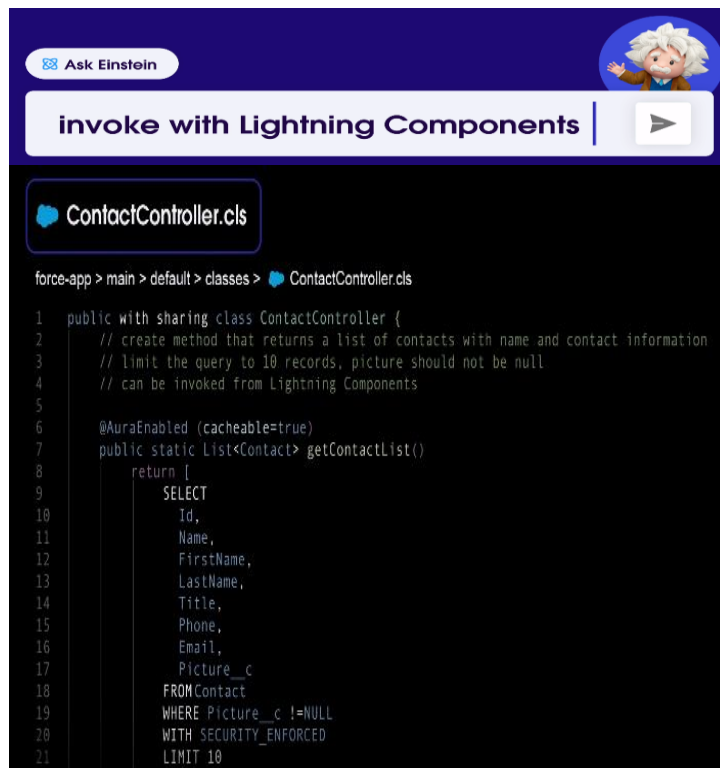 Ask Einstein
invoke with Lightning Components
ContactController.cls
force-app > main > default > classes > ContactController.cls
1 public with sharing class ContactController {
2 // create method that returns a list of contacts with name and contact information
3 // limit the query to 10 records, picture should not be null
4 // can be invoked from Lightning Components
5
6 @AuraEnabled (cacheable=true)
7 public static List<Contact> getContactList()
8 return [
9 SELECT
10 Id,
11 Name,
12 FirstName,
13 LastName,
14 Title,
15 Phone,
16 Email,
17 Picture__c
18 FROMContact
19 WHERE Picture__c !=NULL
20 WITH SECURITY_ENFORCED
21 LIMIT 10